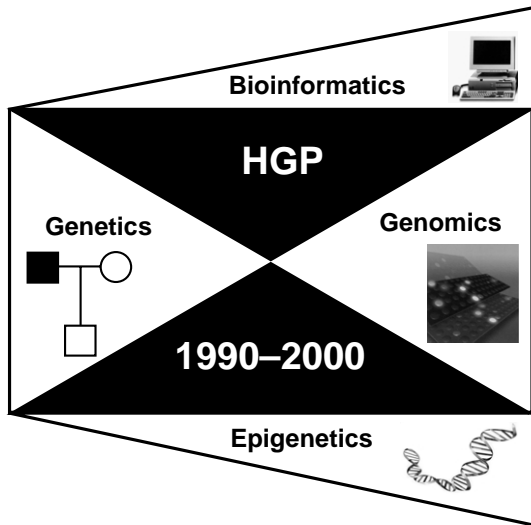 Bioinformatics
HGP
Genetics
Genomics
1990–2000
Epigenetics